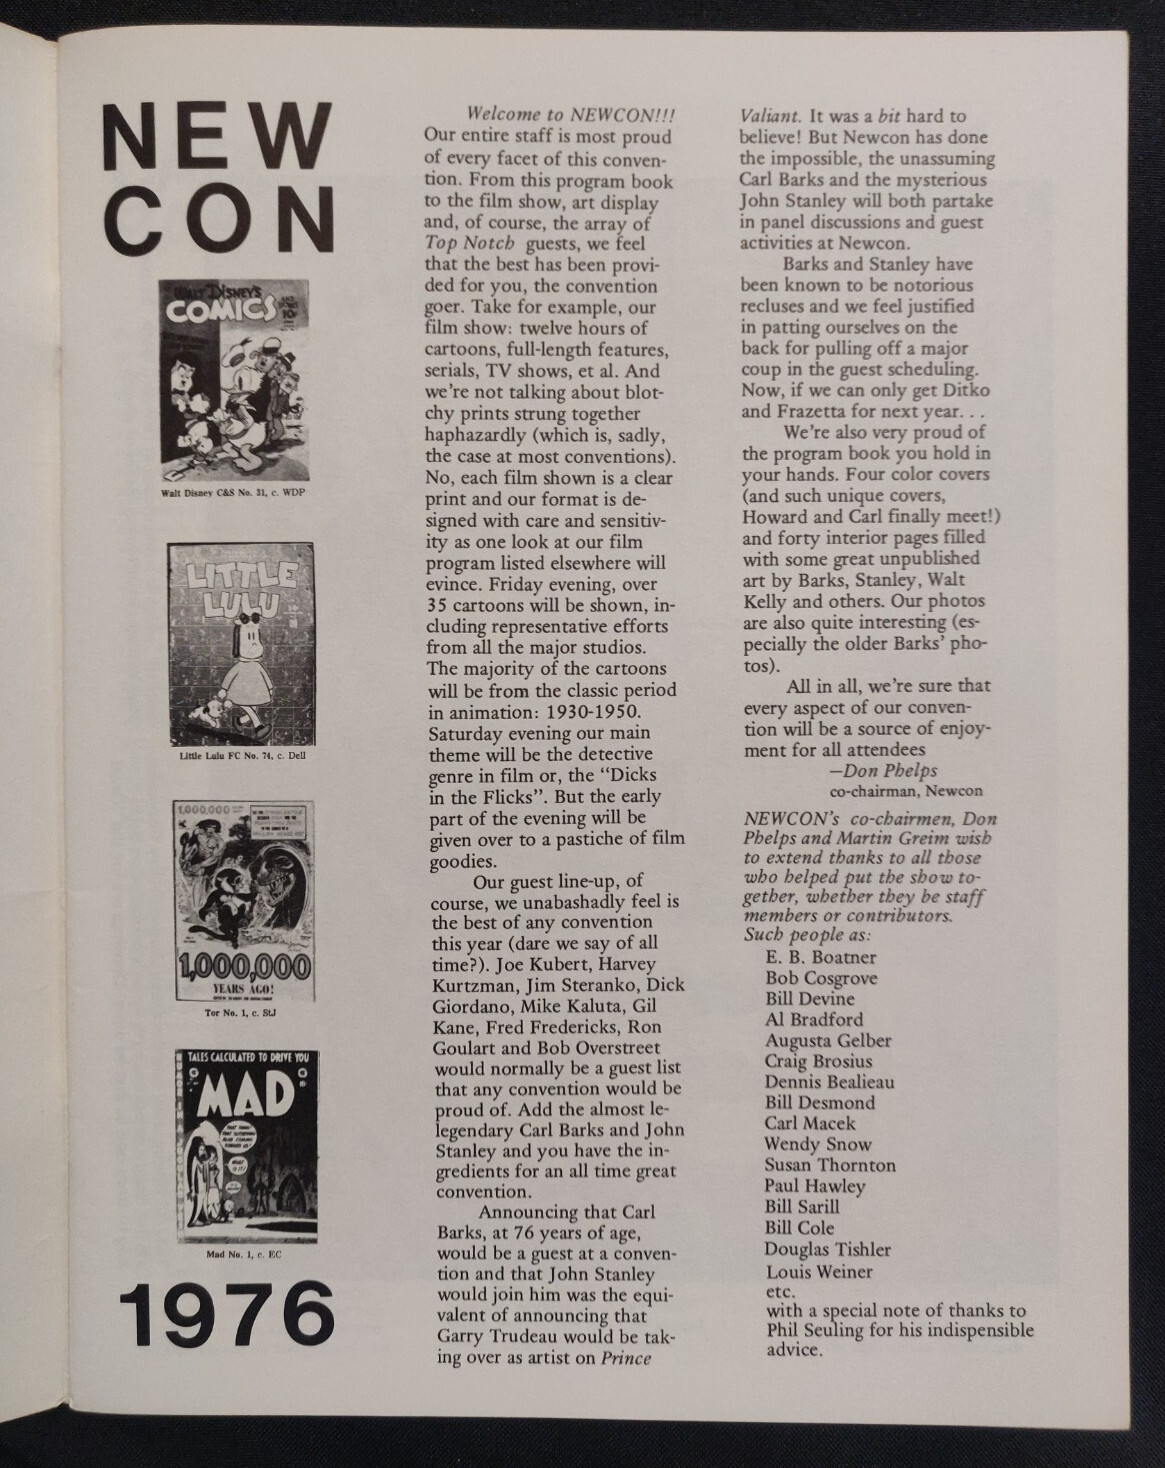 NEW
CON
WALT DISNEY'S
COMICS
10¢
Walt Disney C&S No. 31, c. WDP
LITTLE
LULU
Little Lulu FC No. 74, c. Dell
1,000,000
1,000,000
YEARS AGO!
Tor No. 1, c. StJ
TALES CALCULATED TO DRIVE YOU
MAD
WHAT
IS IT?
Mad No. 1, c. EC
1976
Welcome to NEWCON!!!
Our entire staff is most proud
of every facet of this conven-
tion. From this program book
to the film show, art display
and, of course, the array of
Top Notch guests, we feel
that the best has been provi-
ded for you, the convention
goer. Take for example, our
film show: twelve hours of
cartoons, full-length features,
serials, TV shows, et al. And
we're not talking about blot-
chy prints strung together
haphazardly (which is, sadly,
the case at most conventions).
No, each film shown is a clear
print and our format is de-
signed with care and sensitiv-
ity as one look at our film
program listed elsewhere will
evince. Friday evening, over
35 cartoons will be shown, in-
cluding representative efforts
from all the major studios.
The majority of the cartoons
will be from the classic period
in animation: 1930-1950.
Saturday evening our main
theme will be the detective
genre in film or, the “Dicks
in the Flicks”. But the early
part of the evening will be
given over to a pastiche of film
goodies.
Our guest line-up, of
course, we unabashadly feel is
the best of any convention
this year (dare we say of all
time?). Joe Kubert, Harvey
Kurtzman, Jim Steranko, Dick
Giordano, Mike Kaluta, Gil
Kane, Fred Fredericks, Ron
Goulart and Bob Overstreet
would normally be a guest list
that any convention would be
proud of. Add the almost le-
legendary Carl Barks and John
Stanley and you have the in-
gredients for an all time great
convention.
Announcing that Carl
Barks, at 76 years of age,
would be a guest at a conven-
tion and that John Stanley
would join him was the equi-
valent of announcing that
Garry Trudeau would be tak-
ing over as artist on Prince
Valiant. It was a bit hard to
believe! But Newcon has done
the impossible, the unassuming
Carl Barks and the mysterious
John Stanley will both partake
in panel discussions and guest
activities at Newcon.
Barks and Stanley have
been known to be notorious
recluses and we feel justified
in patting ourselves on the
back for pulling off a major
coup in the guest scheduling.
Now, if we can only get Ditko
and Frazetta for next year. . .
We're also very proud of
the program book you hold in
your hands. Four color covers
(and such unique covers,
Howard and Carl finally meet!)
and forty interior pages filled
with some great unpublished
art by Barks, Stanley, Walt
Kelly and others. Our photos
are also quite interesting (es-
pecially the older Barks' pho-
tos).
All in all, we're sure that
every aspect of our conven-
tion will be a source of enjoy-
ment for all attendees
—Don Phelps
co-chairman, Newcon
NEWCON's co-chairmen, Don
Phelps and Martin Greim wish
to extend thanks to all those
who helped put the show to-
gether, whether they be staff
members or contributors.
Such people as:
E. B. Boatner
Bob Cosgrove
Bill Devine
Al Bradford
Augusta Gelber
Craig Brosius
Dennis Bealieau
Bill Desmond
Carl Macek
Wendy Snow
Susan Thornton
Paul Hawley
Bill Sarill
Bill Cole
Douglas Tishler
Louis Weiner
etc.
with a special note of thanks to
Phil Seuling for his indispensible
advice.